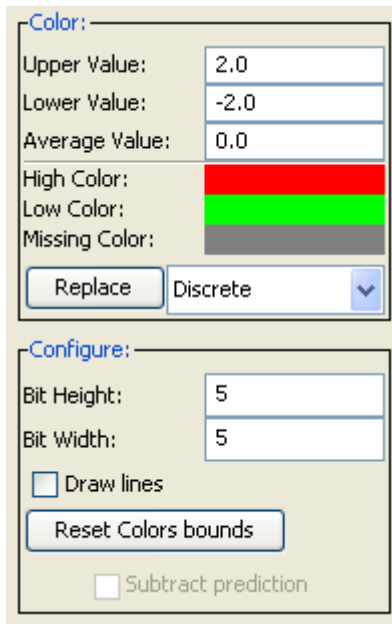 Color:
Upper Value: 2.0
Lower Value: -2.0
Average Value: 0.0
High Color:
Low Color:
Missing Color:
Replace Discrete
Configure:
Bit Height: 5
Bit Width: 5
Draw lines
Reset Colors bounds
Subtract prediction